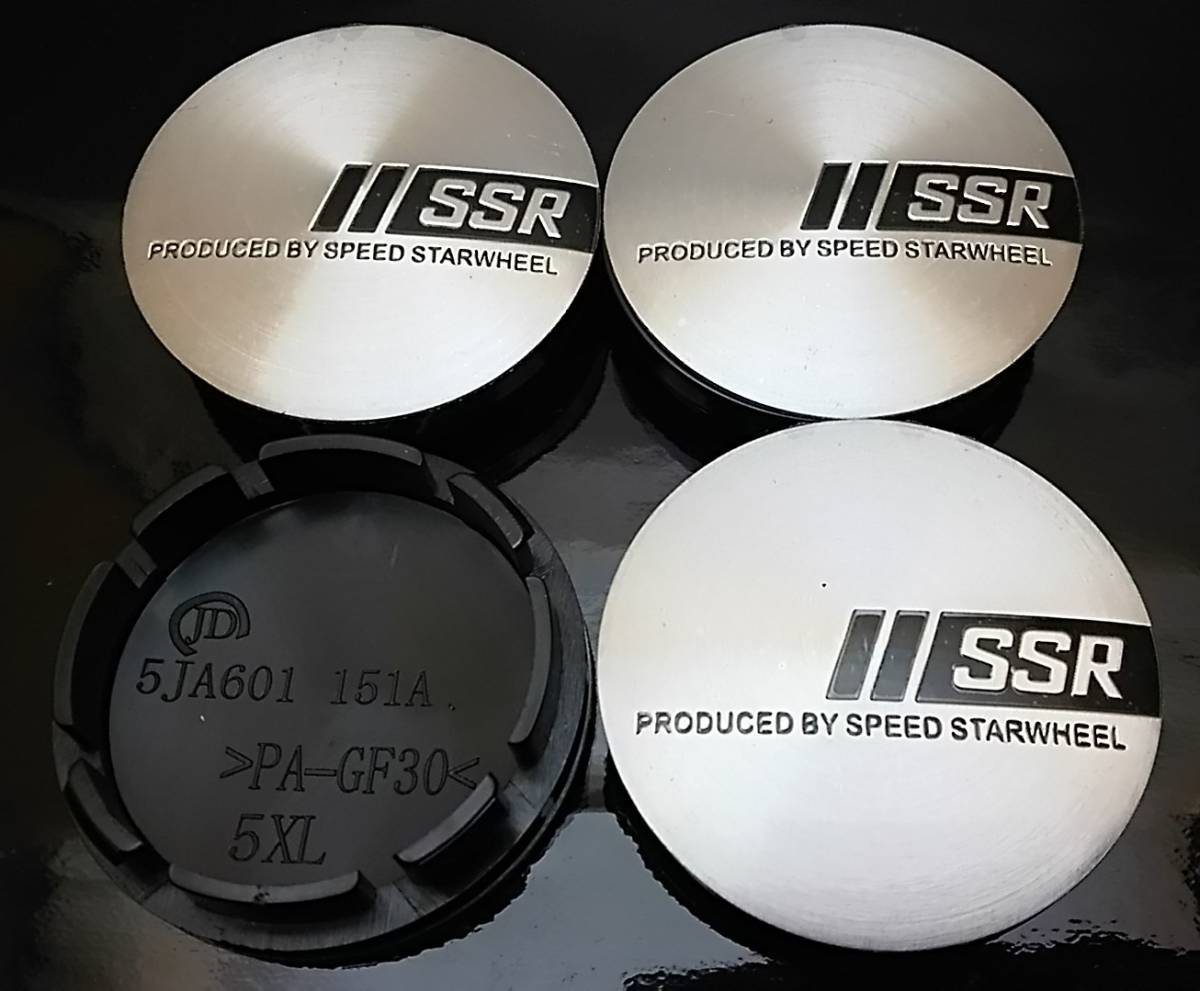 SSR
PRODUCED BY SPEED STARWHEEL
SSR
PRODUCED BY SPEED STARWHEEL
JD
5JA601 151A
>PA-GF30<
5XL
SSR
PRODUCED BY SPEED STARWHEEL